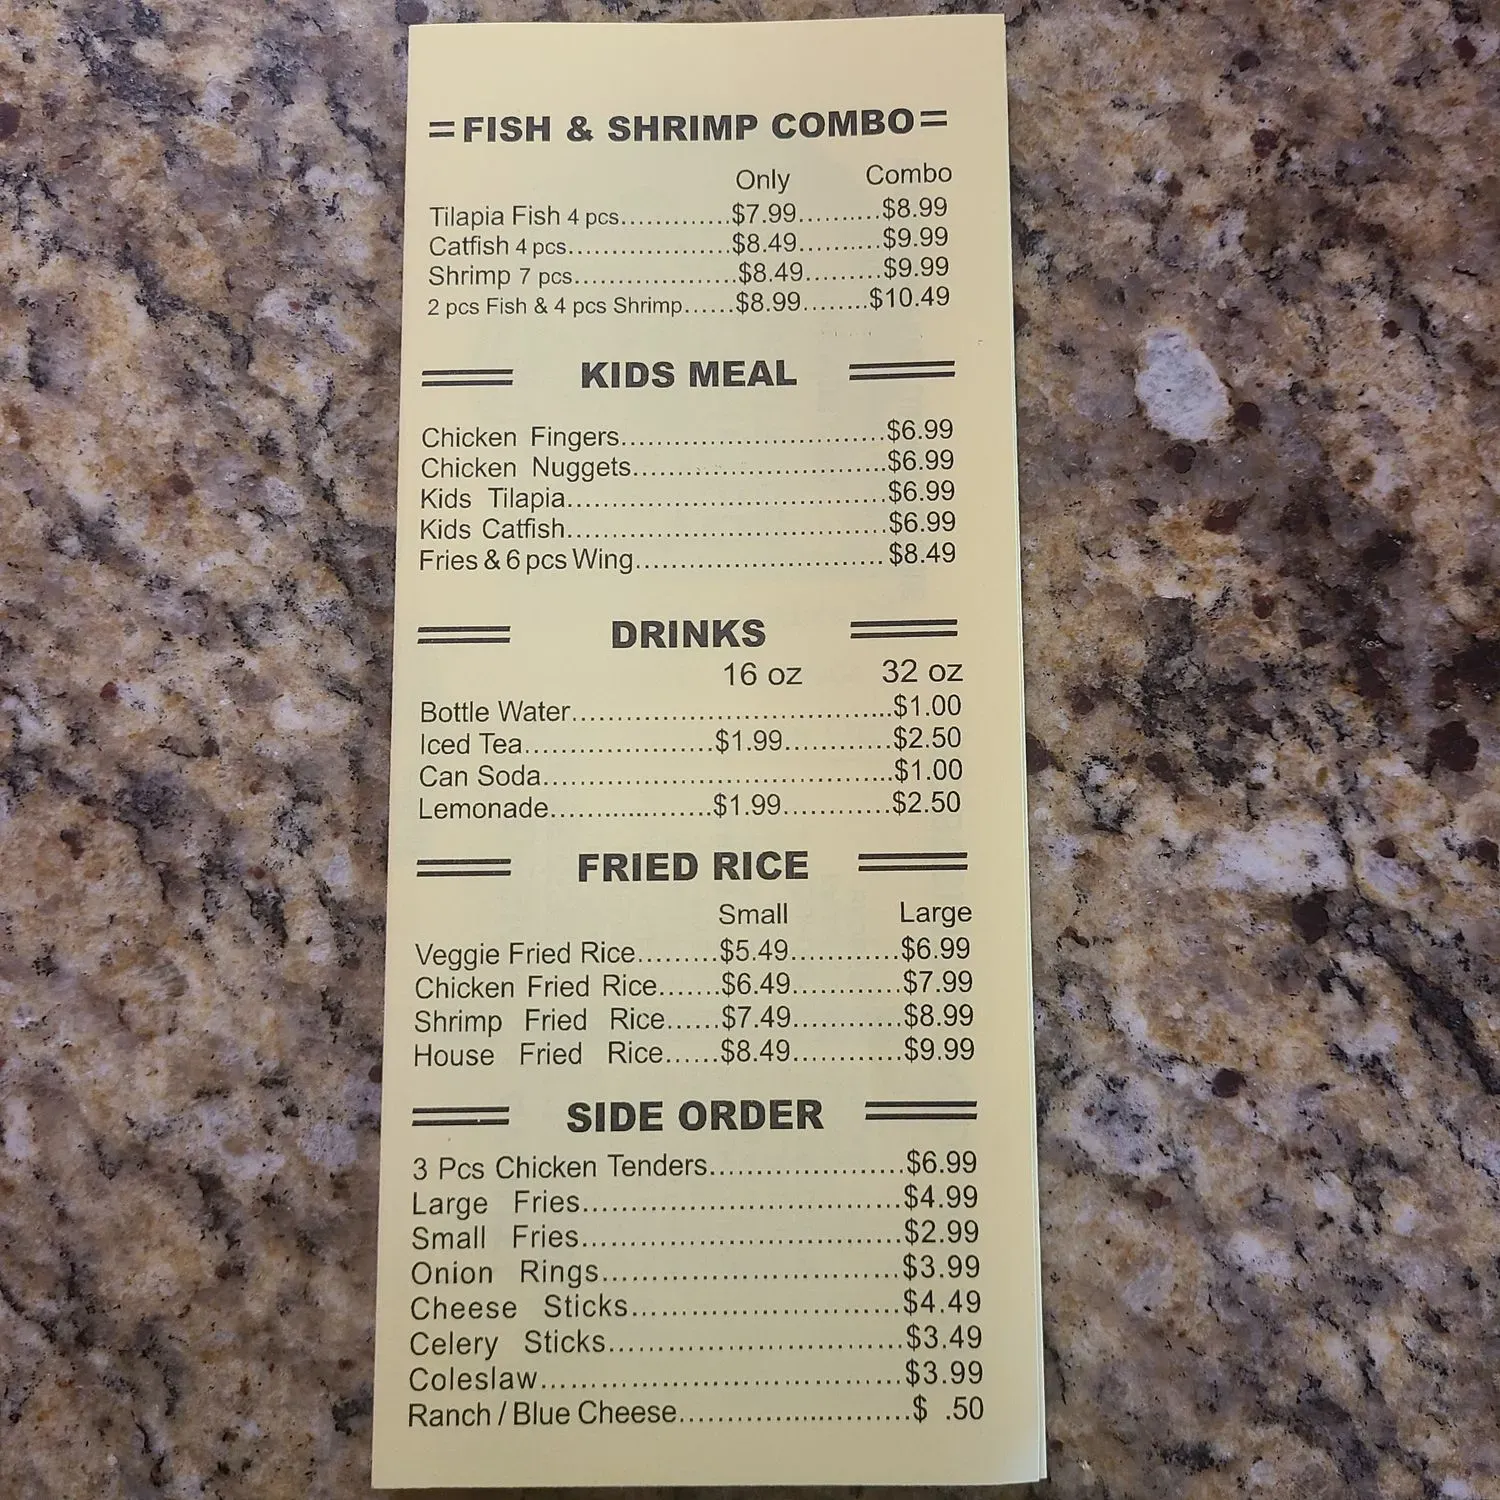 FISH & SHRIMP COMBO
Only Combo
Tilapia Fish 4 pcs.............$7.99..........$8.99
Catfish 4 pcs...................$8.49..........$9.99
Shrimp 7 pcs...................$8.49.........$9.99
2 pcs Fish & 4 pcs Shrimp......$8.99........$10.49
KIDS MEAL
Chicken Fingers..............................$6.99
Chicken Nuggets............................$6.99
Kids Tilapia....................................$6.99
Kids Catfish....................................$6.99
Fries & 6 pcs Wing............................ $8.49
DRINKS
16 oz 32 oz
Bottle Water....................................$1.00
Iced Tea.....................$1.99............$2.50
Can Soda.......................................$1.00
Lemonade..................$1.99............$2.50
FRIED RICE
Small Large
Veggie Fried Rice.........$5.49............$6.99
Chicken Fried Rice.......$6.49............$7.99
Shrimp Fried Rice......$7.49............$8.99
House Fried Rice......$8.49............$9.99
SIDE ORDER
3 Pcs Chicken Tenders......................$6.99
Large Fries....................................$4.99
Small Fries....................................$2.99
Onion Rings..................................$3.99
Cheese Sticks..............................$4.49
Celery Sticks.................................$3.49
Coleslaw........................................$3.99
Ranch / Blue Cheese..........................$ .50